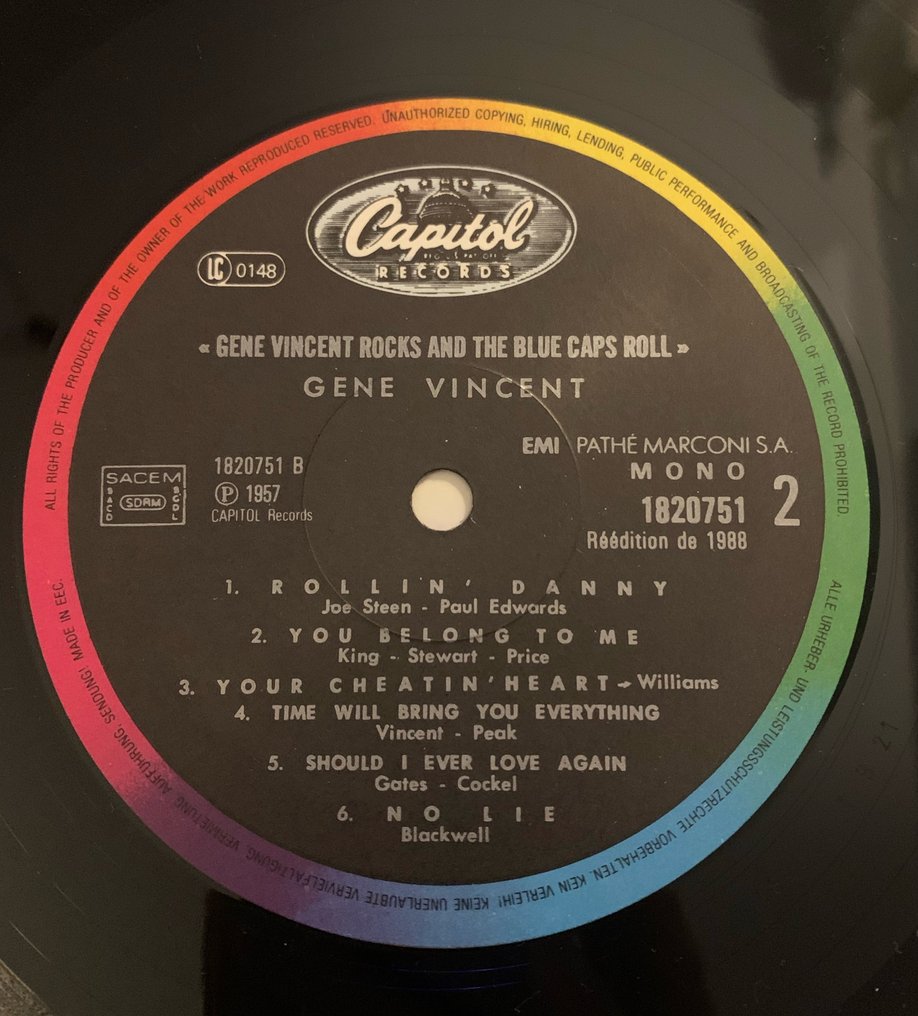 ALL RIGHTS OF THE PRODUCER AND OF THE OWNER OF THE WORK REPRODUCED RESERVED. UNAUTHORIZED COPYING, HIRING, LENDING, PUBLIC PERFORMANCE AND BROADCASTING OF THE RECORD PROHIBITED.
Capitol
RECORDS
LC 0148
« GENE VINCENT ROCKS AND THE BLUE CAPS ROLL »
GENE VINCENT
EMI PATHÉ MARCONI S.A.
MONO
1820751 2
Réédition de 1988
SACEM
SACD SDRM SGDL
1820751 B
℗ 1957
CAPITOL Records
1. ROLLIN' DANNY
Joe Steen - Paul Edwards
2. YOU BELONG TO ME
King - Stewart - Price
3. YOUR CHEATIN' HEART - Williams
4. TIME WILL BRING YOU EVERYTHING
Vincent - Peak
5. SHOULD I EVER LOVE AGAIN
Gates - Cockel
6. NO LIE
Blackwell
ALLE URHEBER- UND LEISTUNGSSCHUTZRECHTE VORBEHALTEN. KEIN VERLEIH! KEINE UNERLAUBTE VERVIELFÄLTIGUNG, VERMIETUNG, AUFFÜHRUNG, SENDUNG! MADE IN EEC.